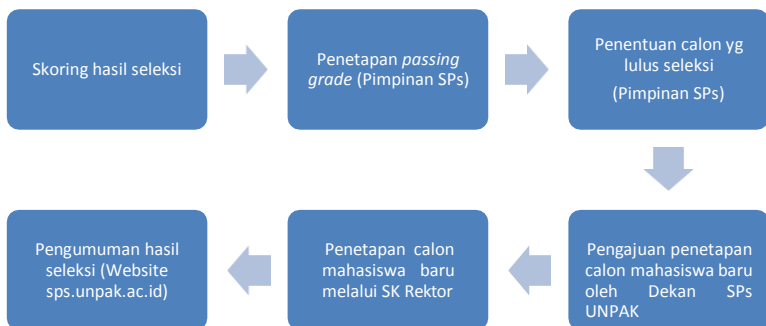 Skoring hasil seleksi
Penetapan passing
grade (Pimpinan SPs)
Penentuan calon yg
lulus seleksi
(Pimpinan SPs)
Pengajuan penetapan
calon mahasiswa baru
oleh Dekan SPs
UNPAK
Penetapan calon
mahasiswa baru
melalui SK Rektor
Pengumuman hasil
seleksi (Website
sps.unpak.ac.id)